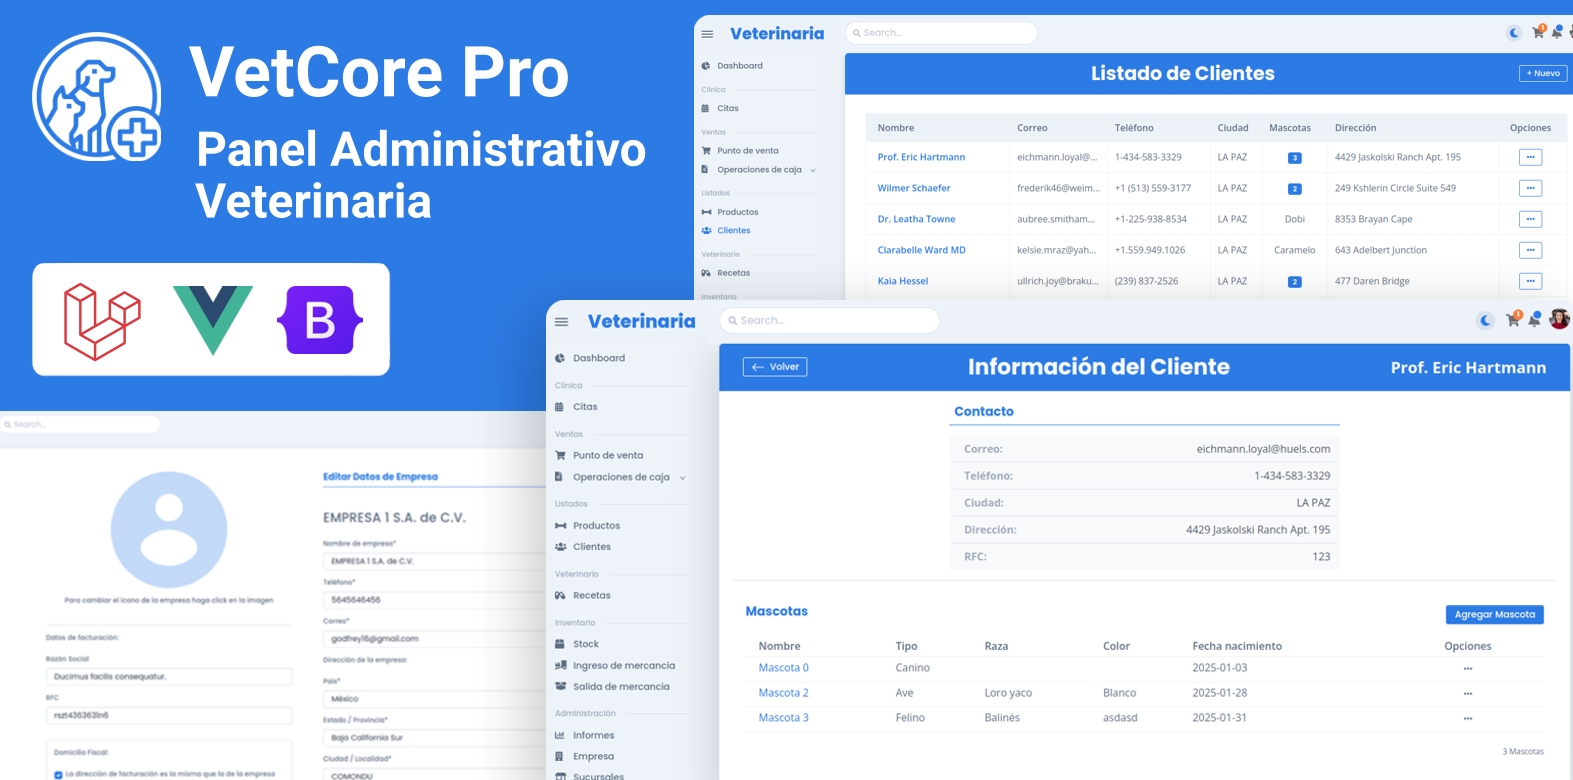 VetCore Pro
Panel Administrativo
Veterinaria
B
Veterinaria
Search...
1
Dashboard
Clínica
Citas
Ventas
Punto de venta
Operaciones de caja
Listados
Productos
Clientes
Veterinario
Recetas
Inventario
Listado de Clientes
+ Nuevo
Nombre Correo Teléfono Ciudad Mascotas Dirección Opciones
Prof. Eric Hartmann eichmann.loyal@... 1-434-583-3329 LA PAZ 3 4429 Jaskolski Ranch Apt. 195
Wilmer Schaefer frederik46@weim... +1 (513) 559-3177 LA PAZ 2 249 Kshlerin Circle Suite 549
Dr. Leatha Towne aubree.smitham... +1-225-938-8534 LA PAZ Dobi 8353 Brayan Cape
Clarabelle Ward MD kelsie.mraz@yah... +1.559.949.1026 LA PAZ Caramelo 643 Adelbert Junction
Kaia Hessel ullrich.joy@braku... (239) 837-2526 LA PAZ 2 477 Daren Bridge
Search...
Para cambiar el icono de la empresa haga click en la imagen
Datos de facturación:
Razón Social
Ducimus facilis consequatur.
RFC
rszt4363631n6
Domicilio Fiscal:
La dirección de facturación es la misma que la de la empresa
Editar Datos de Empresa
EMPRESA 1 S.A. de C.V.
Nombre de empresa*
EMPRESA 1 S.A. de C.V.
Teléfono*
5645646456
Correo*
godfrey16@gmail.com
Dirección de la empresa:
País*
México
Estado / Provincia*
Baja California Sur
Ciudad / Localidad*
COMONDU
Veterinaria
Search...
1
Dashboard
Clínica
Citas
Ventas
Punto de venta
Operaciones de caja
Listados
Productos
Clientes
Veterinario
Recetas
Inventario
Stock
Ingreso de mercancia
Salida de mercancia
Administración
Informes
Empresa
Sucursales
← Volver
Información del Cliente
Prof. Eric Hartmann
Contacto
Correo: eichmann.loyal@huels.com
Teléfono: 1-434-583-3329
Ciudad: LA PAZ
Dirección: 4429 Jaskolski Ranch Apt. 195
RFC: 123
Mascotas
Agregar Mascota
Nombre Tipo Raza Color Fecha nacimiento Opciones
Mascota 0 Canino 2025-01-03 ...
Mascota 2 Ave Loro yaco Blanco 2025-01-28 ...
Mascota 3 Felino Balinés asdasd 2025-01-31 ...
3 Mascotas